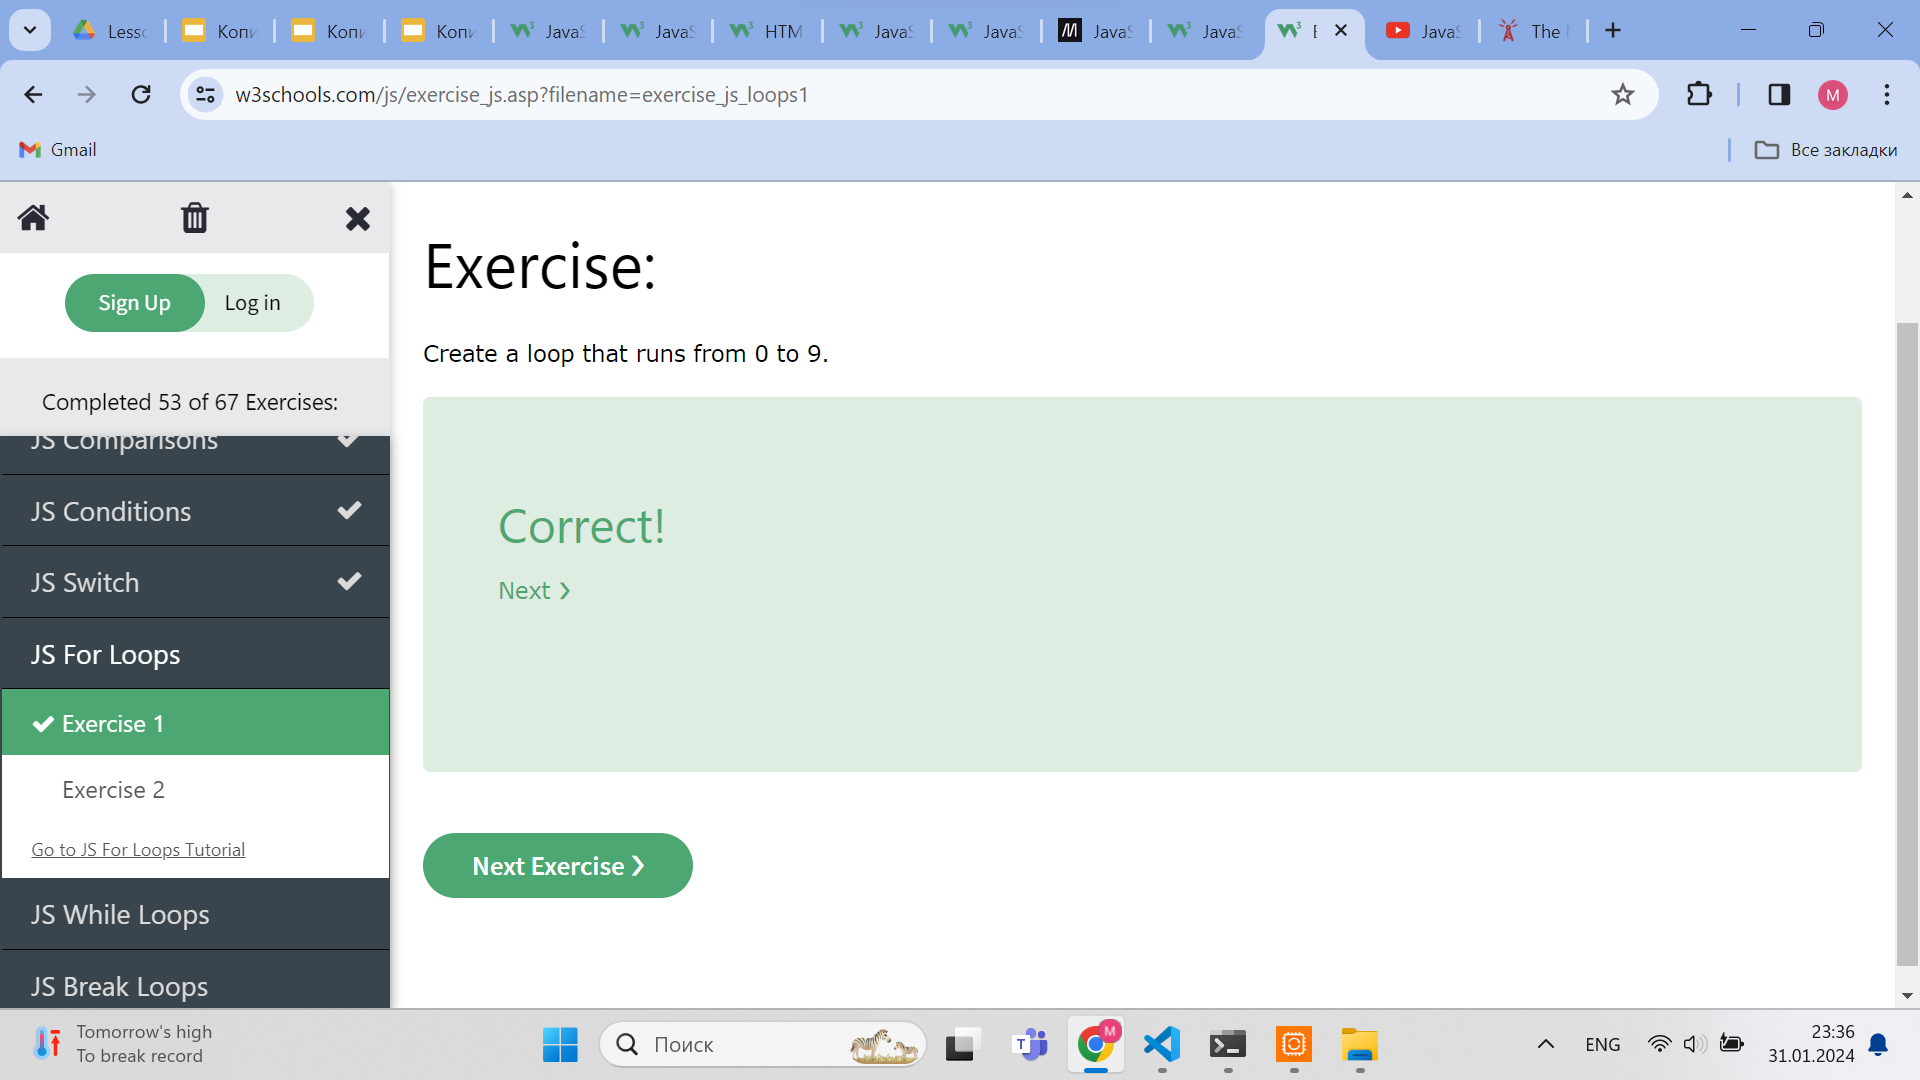 Lesso
Копи
Копи
Копи
JavaS
JavaS
HTM
JavaS
JavaS
JavaS
JavaS
E
JavaS
The
w3schools.com/js/exercise_js.asp?filename=exercise_js_loops1
M
Gmail
Все закладки
Sign Up
Log in
Completed 53 of 67 Exercises:
JS Comparisons
JS Conditions
JS Switch
JS For Loops
Exercise 1
Exercise 2
Go to JS For Loops Tutorial
JS While Loops
JS Break Loops
Exercise:
Create a loop that runs from 0 to 9.
Correct!
Next ❯
Next Exercise ❯
Tomorrow's high
To break record
Поиск
M
ENG
23:36
31.01.2024